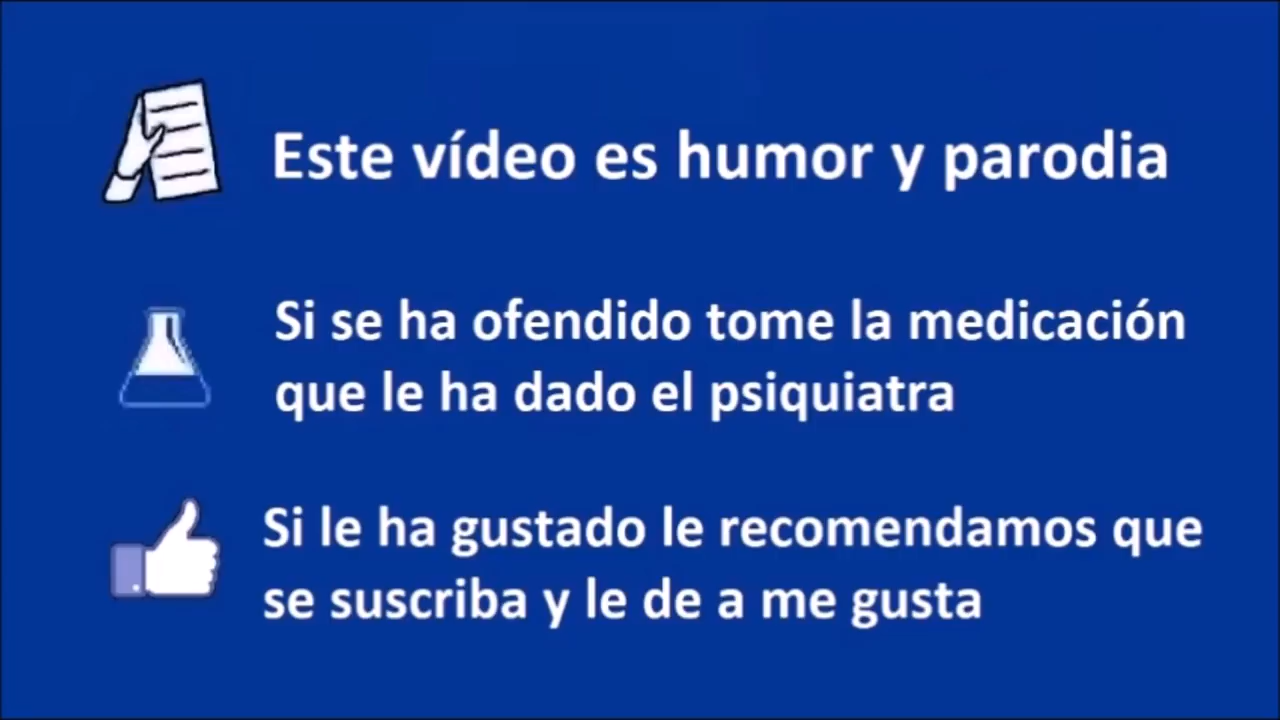 Este vídeo es humor y parodia
Si se ha ofendido tome la medicación
que le ha dado el psiquiatra
Si le ha gustado le recomendamos que
se suscriba y le de a me gusta